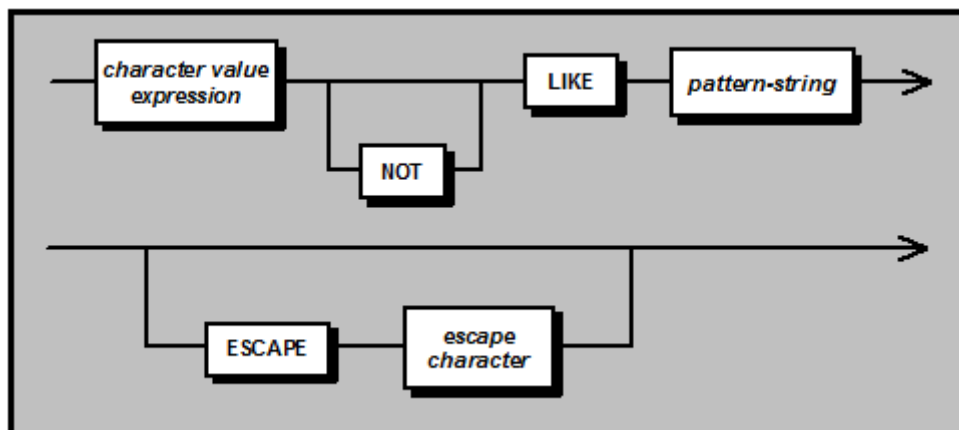 character value
expression
LIKE
pattern-string
NOT
ESCAPE
escape
character